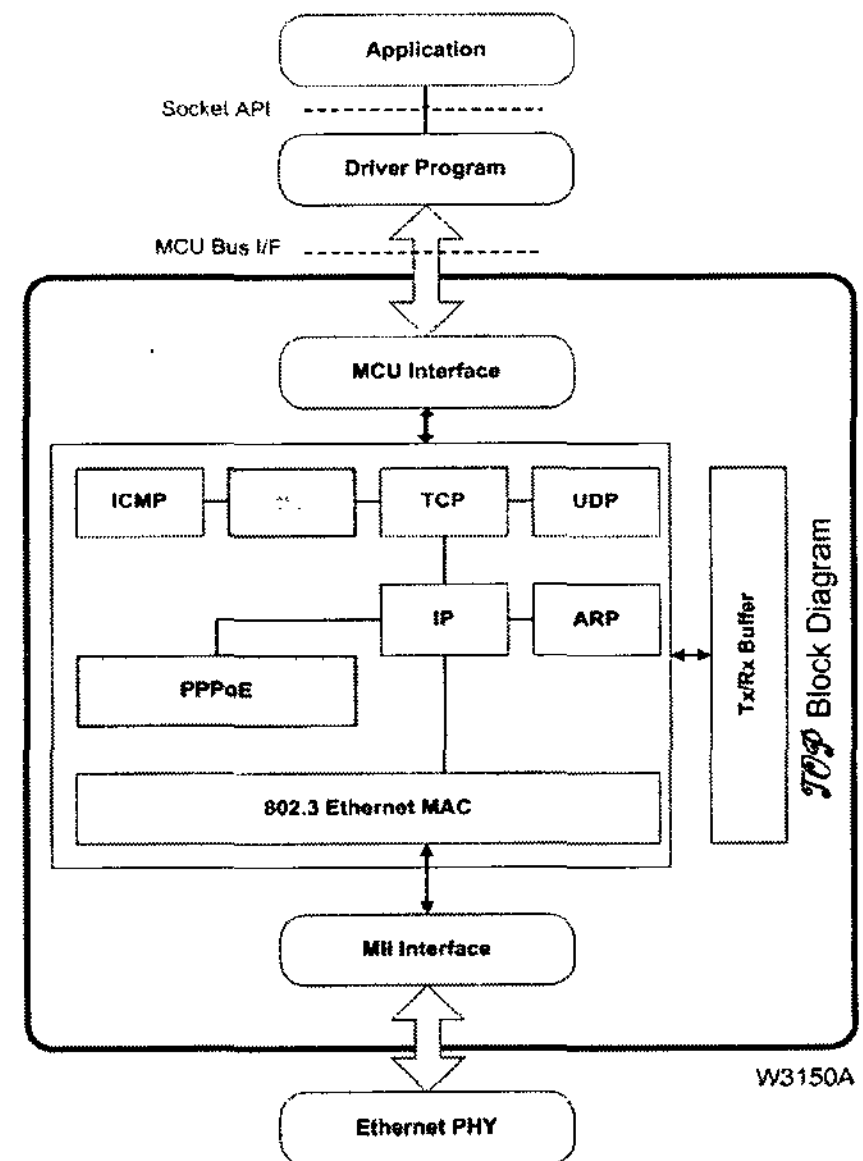 Application
Socket API
Driver Program
MCU Bus I/F
MCU Interface
ICMP
TCP
UDP
IP
ARP
PPPoE
802.3 Ethernet MAC
Tx/Rx Buffer
TOP Block Diagram
MII Interface
W3150A
Ethernet PHY